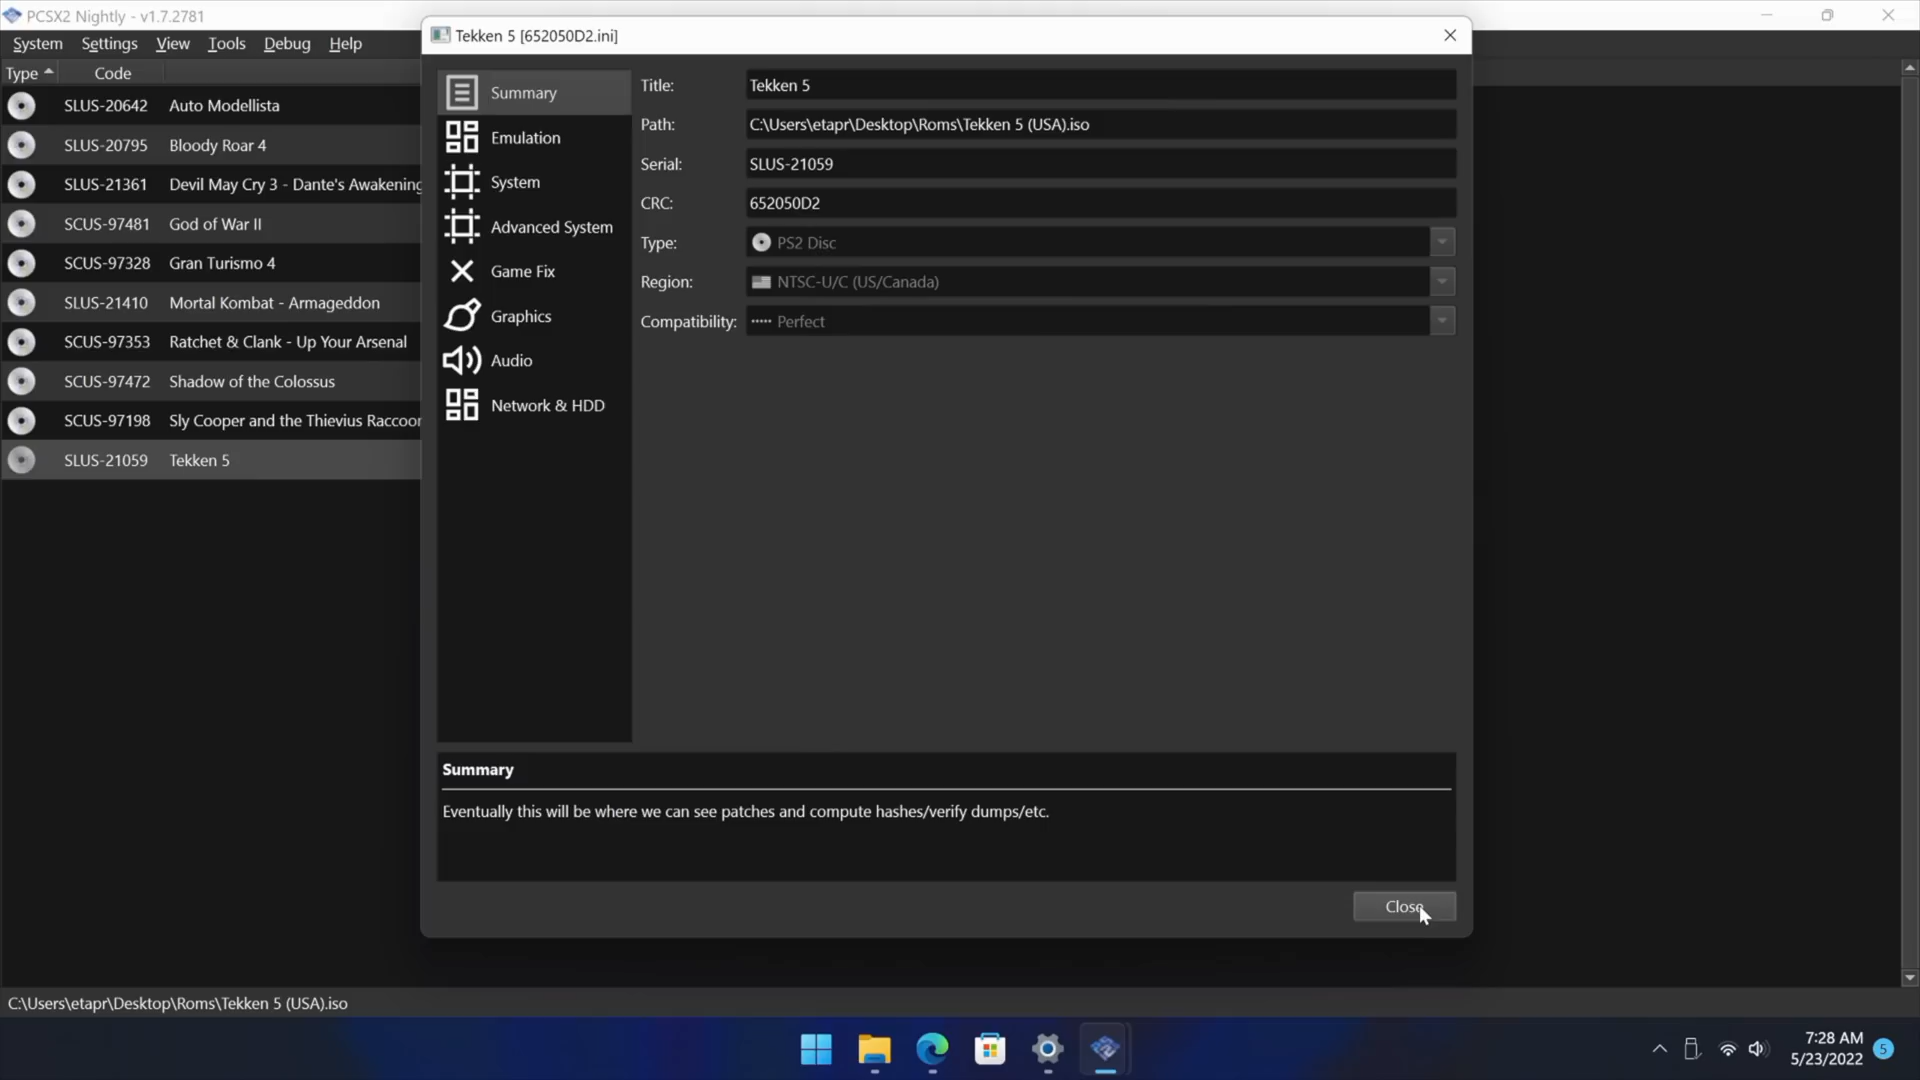 PCSX2 Nightly - v1.7.2781
System Settings View Tools Debug Help
Type Code
SLUS-20642 Auto Modellista
SLUS-20795 Bloody Roar 4
SLUS-21361 Devil May Cry 3 - Dante's Awakening
SCUS-97481 God of War II
SCUS-97328 Gran Turismo 4
SLUS-21410 Mortal Kombat - Armageddon
SCUS-97353 Ratchet & Clank - Up Your Arsenal
SCUS-97472 Shadow of the Colossus
SCUS-97198 Sly Cooper and the Thievius Raccoon
SLUS-21059 Tekken 5
Tekken 5 [652050D2.ini]
Summary
Emulation
System
Advanced System
Game Fix
Graphics
Audio
Network & HDD
Title: Tekken 5
Path: C:\Users\etapr\Desktop\Roms\Tekken 5 (USA).iso
Serial: SLUS-21059
CRC: 652050D2
Type: PS2 Disc
Region: NTSC-U/C (US/Canada)
Compatibility: Perfect
Summary
Eventually this will be where we can see patches and compute hashes/verify dumps/etc.
Close
C:\Users\etapr\Desktop\Roms\Tekken 5 (USA).iso
7:28 AM
5/23/2022
5